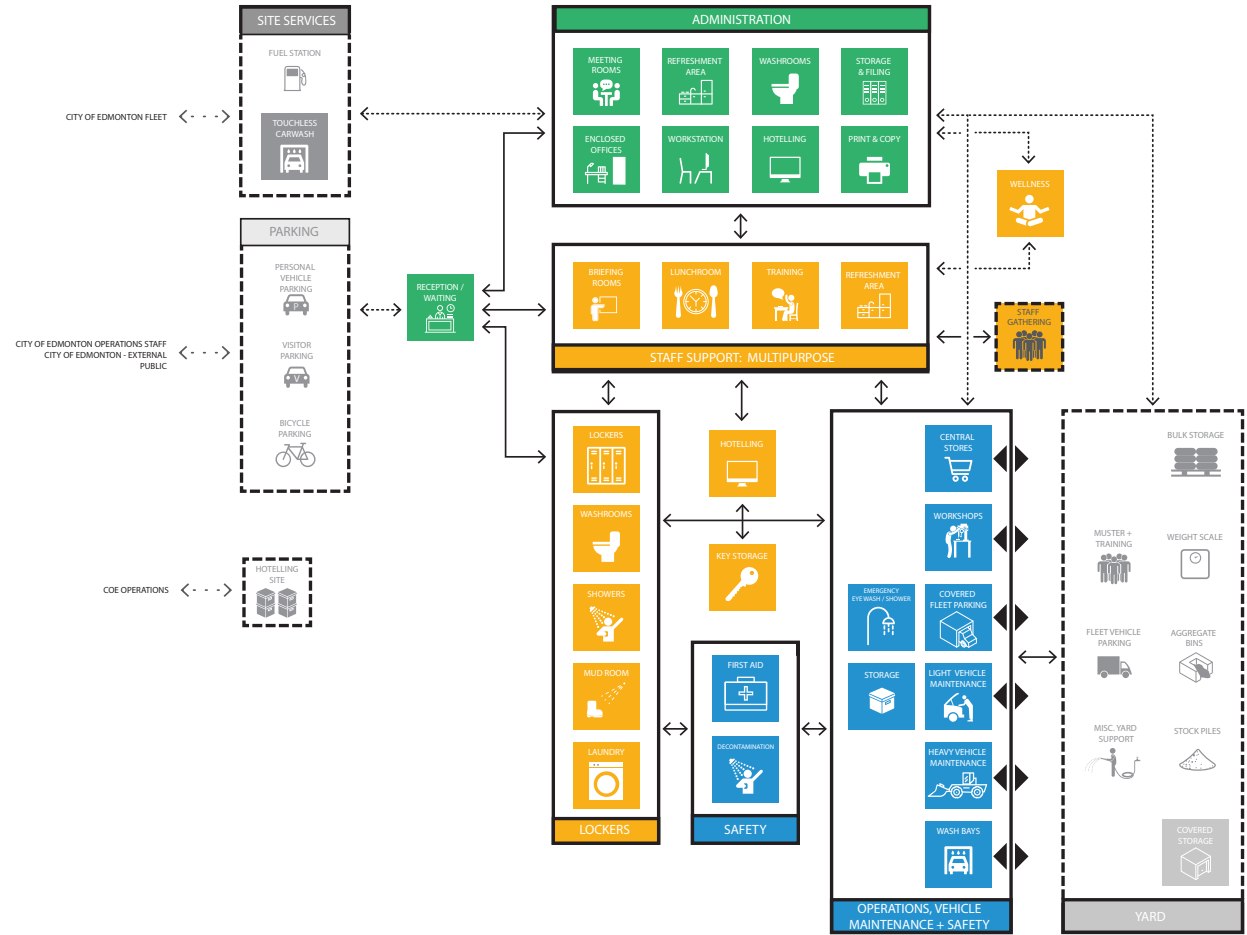 SITE SERVICES
FUEL STATION
TOUCHLESS
CARWASH
CITY OF EDMONTON FLEET
PARKING
PERSONAL
VEHICLE
PARKING
P
VISITOR
PARKING
V
BICYCLE
PARKING
CITY OF EDMONTON OPERATIONS STAFF
CITY OF EDMONTON - EXTERNAL
PUBLIC
COE OPERATIONS
HOTELLING
SITE
RECEPTION /
WAITING
ADMINISTRATION
MEETING
ROOMS
REFRESHMENT
AREA
WASHROOMS
STORAGE
& FILING
ENCLOSED
OFFICES
WORKSTATION
HOTELLING
PRINT & COPY
WELLNESS
BRIEFING
ROOMS
LUNCHROOM
TRAINING
REFRESHMENT
AREA
STAFF SUPPORT: MULTIPURPOSE
STAFF
GATHERING
LOCKERS
WASHROOMS
SHOWERS
MUD ROOM
LAUNDRY
LOCKERS
HOTELLING
KEY STORAGE
FIRST AID
DECONTAMINATION
SAFETY
CENTRAL
STORES
WORKSHOPS
EMERGENCY
EYE WASH / SHOWER
COVERED
FLEET PARKING
STORAGE
LIGHT VEHICLE
MAINTENANCE
HEAVY VEHICLE
MAINTENANCE
WASH BAYS
OPERATIONS, VEHICLE
MAINTENANCE + SAFETY
BULK STORAGE
MUSTER +
TRAINING
WEIGHT SCALE
FLEET VEHICLE
PARKING
AGGREGATE
BINS
MISC. YARD
SUPPORT
STOCK PILES
COVERED
STORAGE
YARD